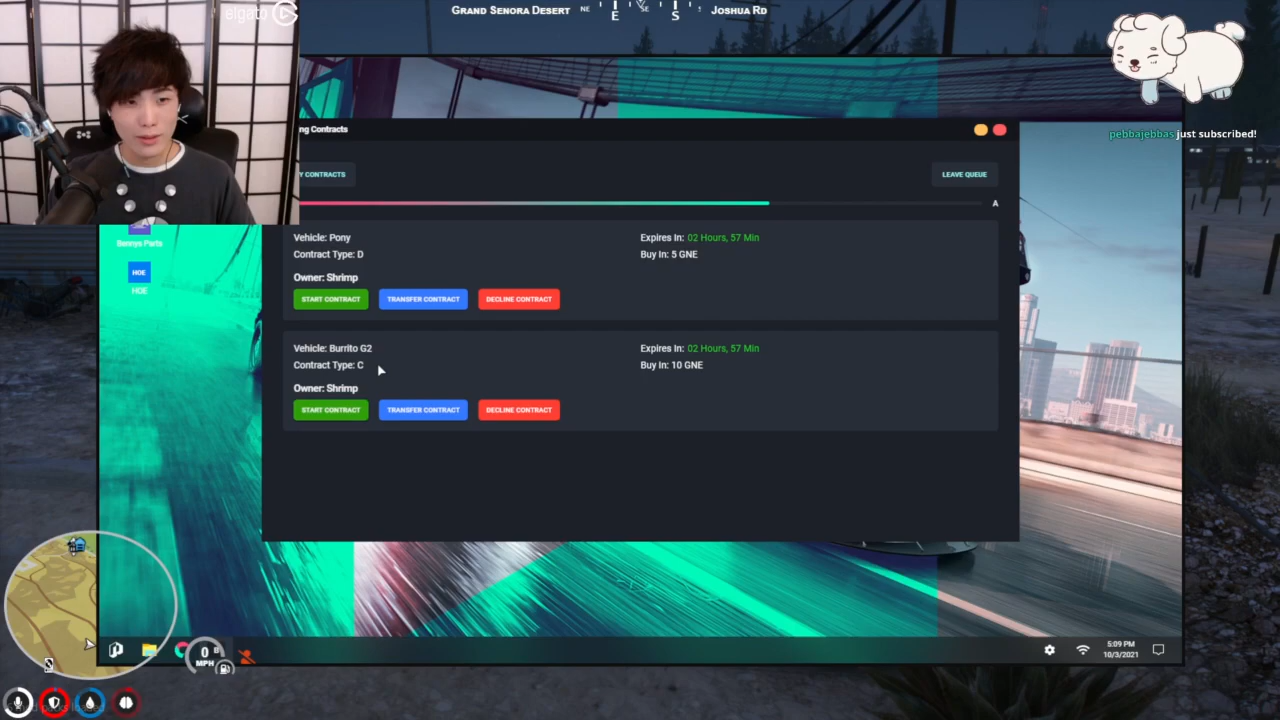 elgato
GRAND SENORA DESERT
NE
E
SE
S
JOSHUA RD
pebbajebbas just subscribed!
ng Contracts
Y CONTRACTS
LEAVE QUEUE
A
Vehicle: Pony
Expires In: 02 Hours, 57 Min
Contract Type: D
Buy In: 5 GNE
Owner: Shrimp
START CONTRACT
TRANSFER CONTRACT
DECLINE CONTRACT
Bennys Parts
HOE
HOE
Vehicle: Burrito G2
Expires In: 02 Hours, 57 Min
Contract Type: C
Buy In: 10 GNE
Owner: Shrimp
START CONTRACT
TRANSFER CONTRACT
DECLINE CONTRACT
0
MPH
5:09 PM
10/3/2021